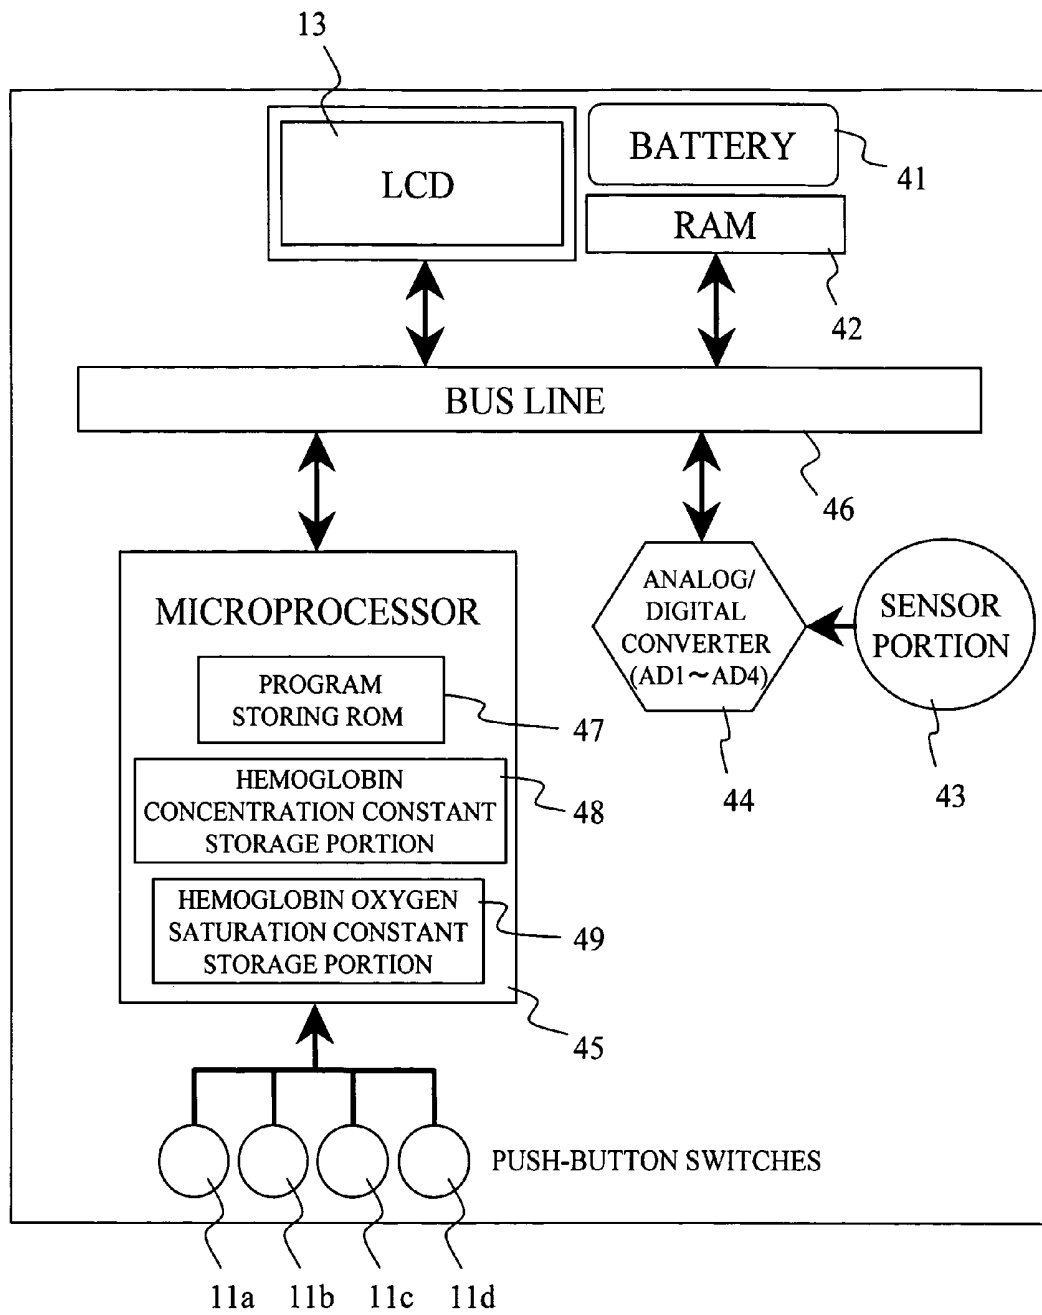 13
LCD
BATTERY
41
RAM
42
BUS LINE
46
MICROPROCESSOR
PROGRAM
STORING ROM
47
HEMOGLOBIN
CONCENTRATION CONSTANT
STORAGE PORTION
48
HEMOGLOBIN OXYGEN
SATURATION CONSTANT
STORAGE PORTION
49
45
ANALOG/
DIGITAL
CONVERTER
(AD1~AD4)
44
SENSOR
PORTION
43
PUSH-BUTTON SWITCHES
11a
11b
11c
11d